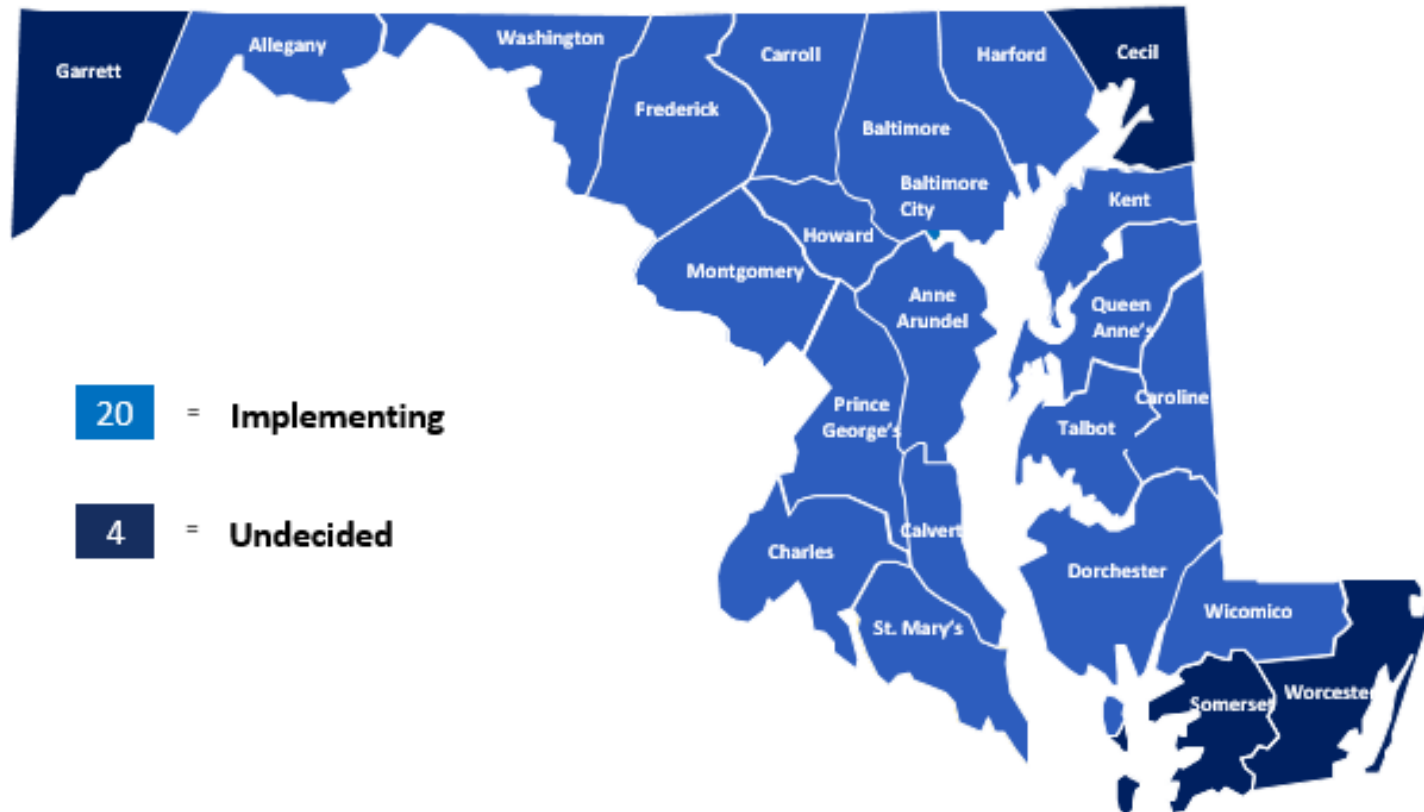 Garrett
Allegany
Washington
Frederick
Carroll
Baltimore
Baltimore
City
Harford
Cecil
Kent
Howard
Montgomery
Anne
Arundel
Queen
Anne's
Caroline
Talbot
Prince
George's
Calvert
Charles
St. Mary's
Dorchester
Wicomico
Somerset
Worcester
20 = Implementing
4 = Undecided